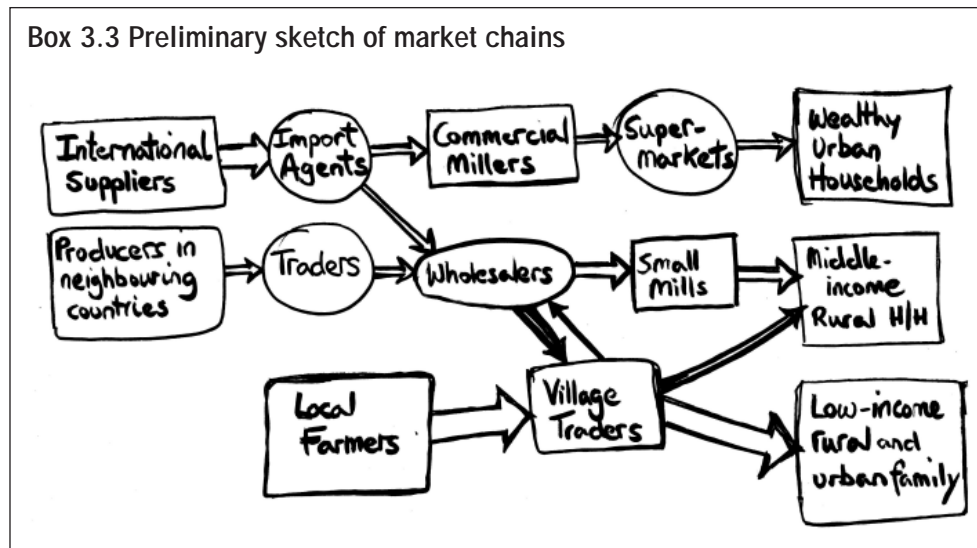 Box 3.3 Preliminary sketch of market chains
International
Suppliers
Import
Agents
Commercial
Millers
Super-
markets
Wealthy
Urban
Households
Producers in
neighbouring
countries
Traders
Wholesalers
Small
Mills
Middle-
income
Rural H/H
Local
Farmers
Village
Traders
Low-income
rural and
urban family